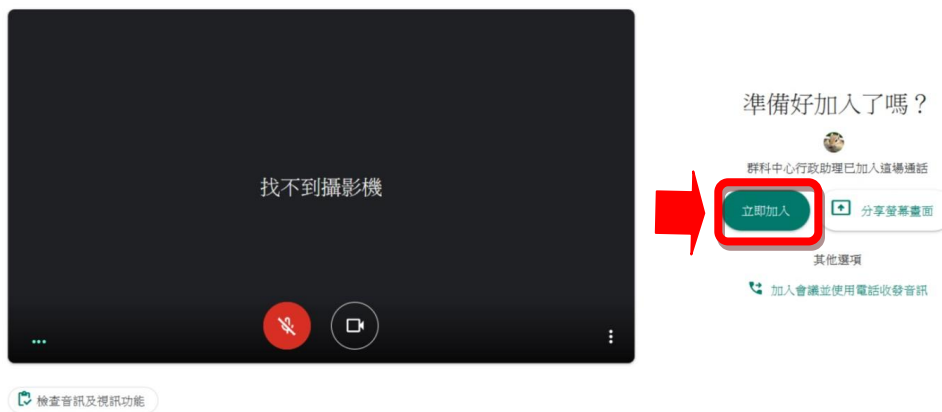 找不到攝影機
檢查音訊及視訊功能
準備好加入了嗎？
群科中心行政助理已加入這場通話
立即加入
分享螢幕畫面
其他選項
加入會議並使用電話收發音訊